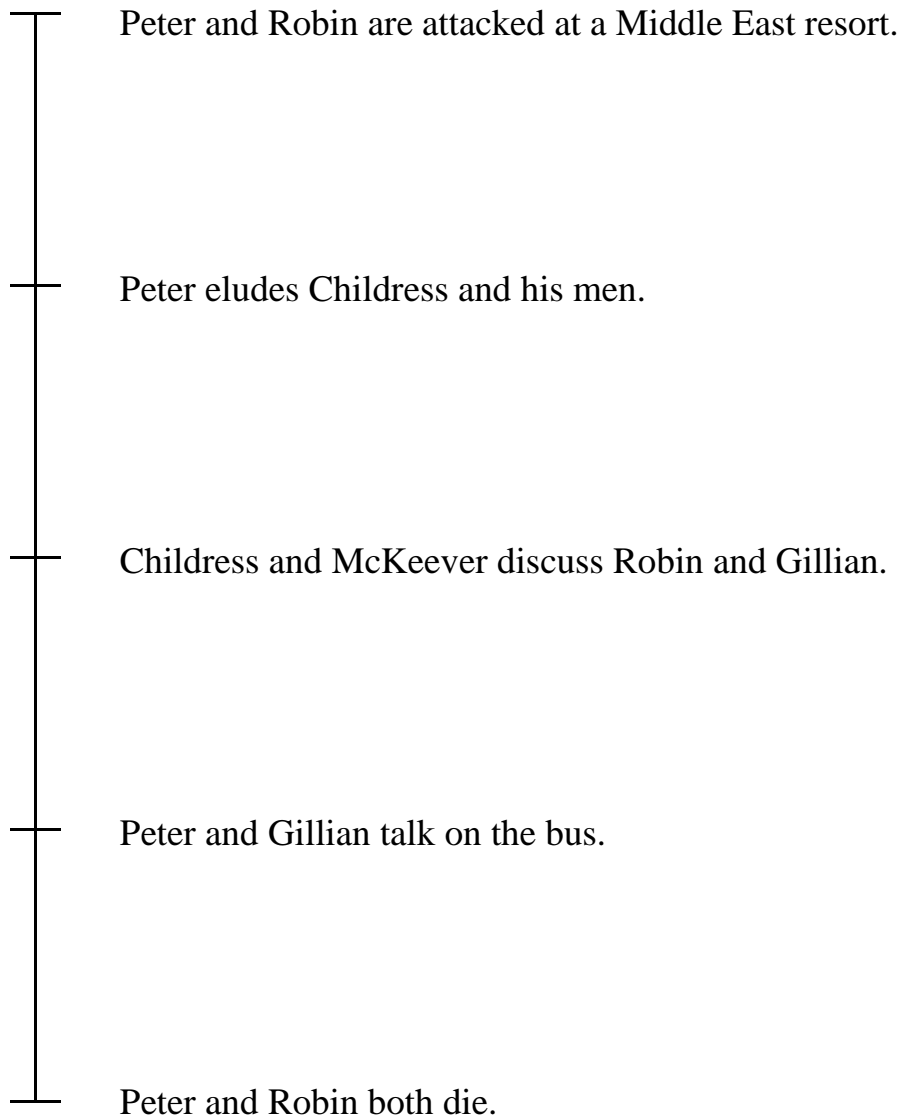 Peter and Robin are attacked at a Middle East resort.
Peter eludes Childress and his men.
Childress and McKeever discuss Robin and Gillian.
Peter and Gillian talk on the bus.
Peter and Robin both die.